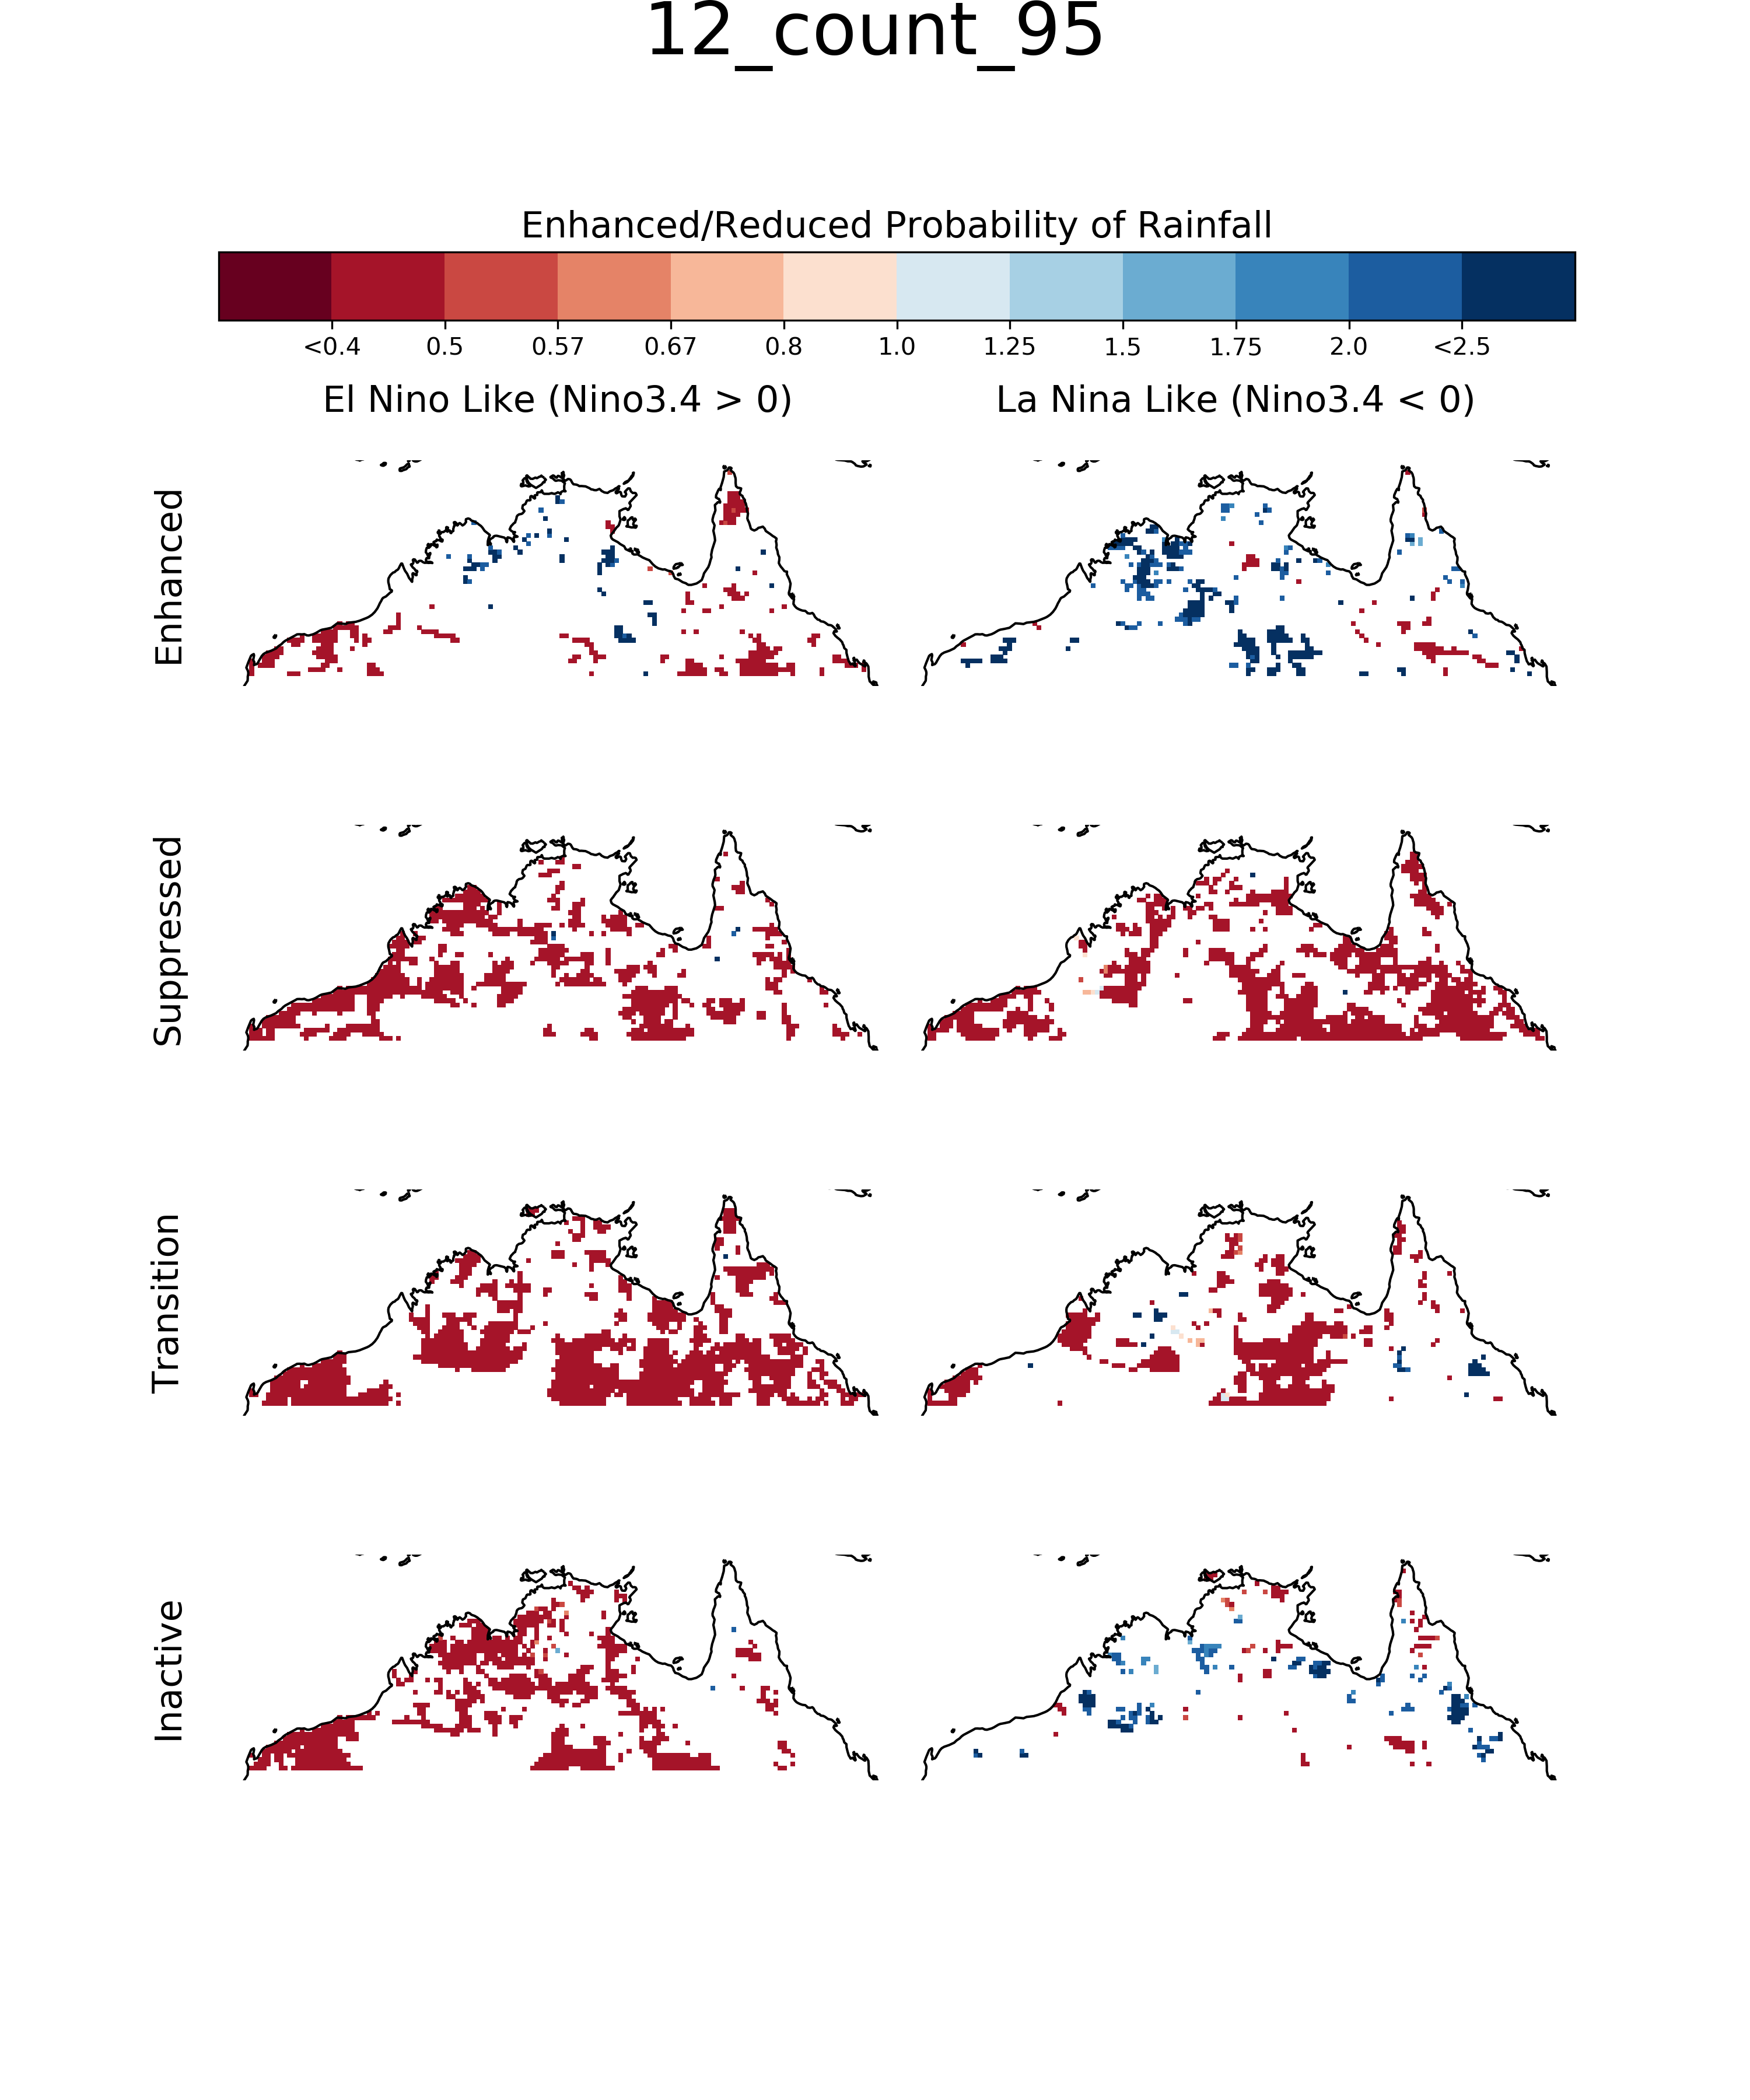 12_count_95
Enhanced/Reduced Probability of Rainfall
<0.4 0.5 0.57 0.67 0.8 1.0 1.25 1.5 1.75 2.0 <2.5
El Nino Like (Nino3.4 > 0) La Nina Like (Nino3.4 < 0)
Enhanced
Suppressed
Transition
Inactive